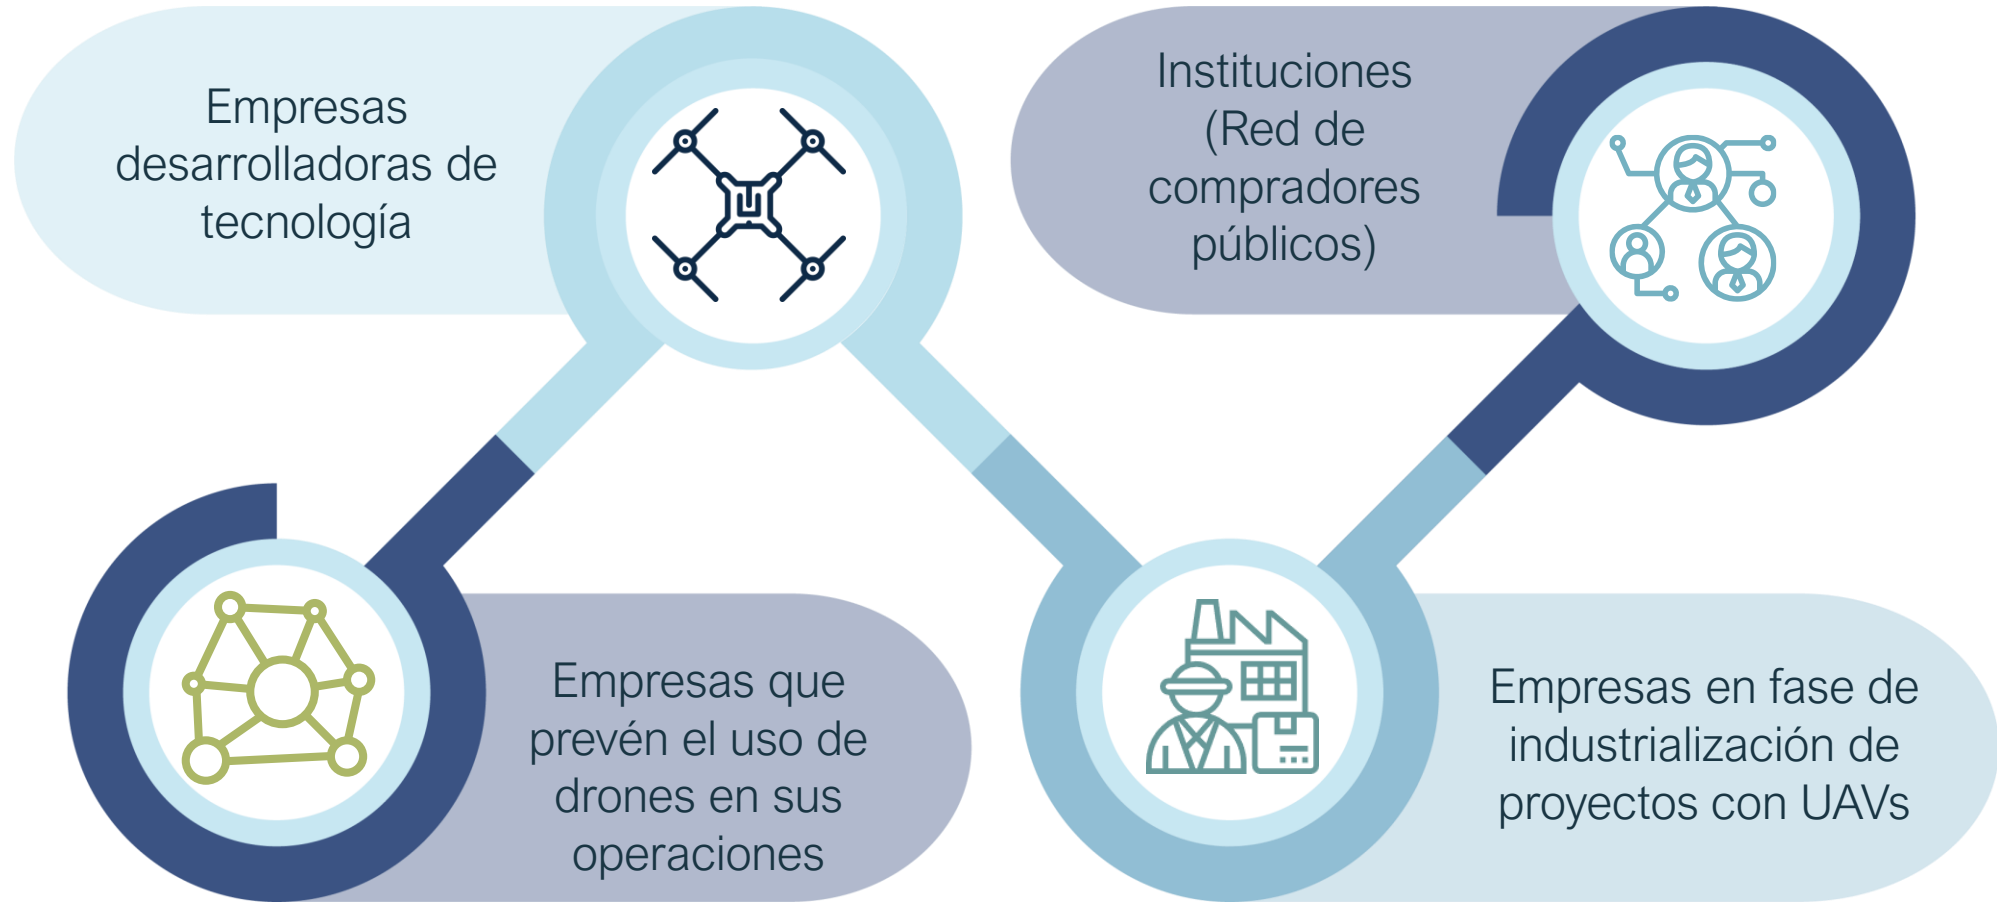 Empresas
desarrolladoras de
tecnología
Instituciones
(Red de
compradores
públicos)
Empresas que
prevén el uso de
drones en sus
operaciones
Empresas en fase de
industrialización de
proyectos con UAVs